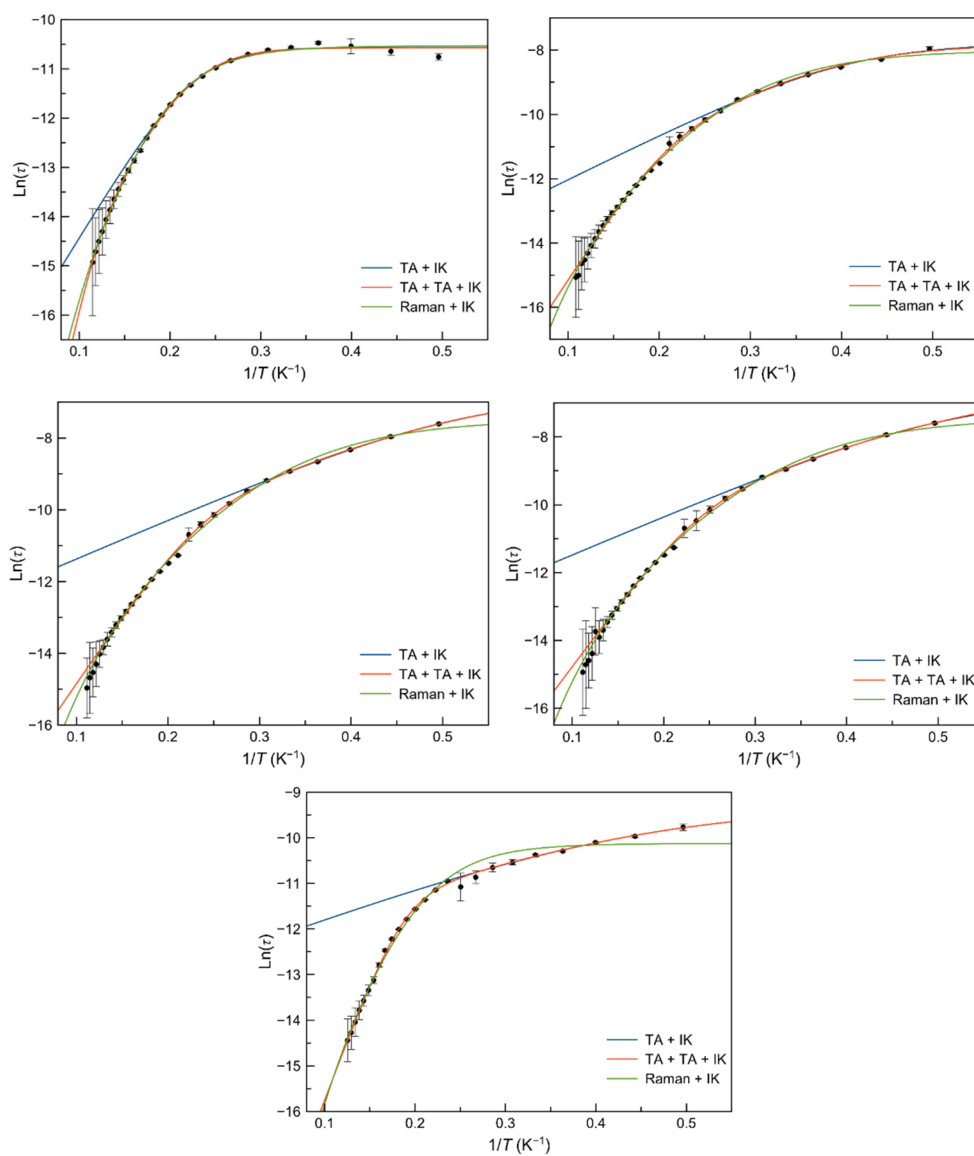 −10
−11
−12
−13
−14
−15
−16
Ln(τ)
TA + IK
TA + TA + IK
Raman + IK
0.1 0.2 0.3 0.4 0.5
1/T (K⁻¹)
−8
−10
−12
−14
−16
Ln(τ)
TA + IK
TA + TA + IK
Raman + IK
0.1 0.2 0.3 0.4 0.5
1/T (K⁻¹)
−8
−10
−12
−14
−16
Ln(τ)
TA + IK
TA + TA + IK
Raman + IK
0.1 0.2 0.3 0.4 0.5
1/T (K⁻¹)
−8
−10
−12
−14
−16
Ln(τ)
TA + IK
TA + TA + IK
Raman + IK
0.1 0.2 0.3 0.4 0.5
1/T (K⁻¹)
−9
−10
−11
−12
−13
−14
−15
−16
Ln(τ)
TA + IK
TA + TA + IK
Raman + IK
0.1 0.2 0.3 0.4 0.5
1/T (K⁻¹)